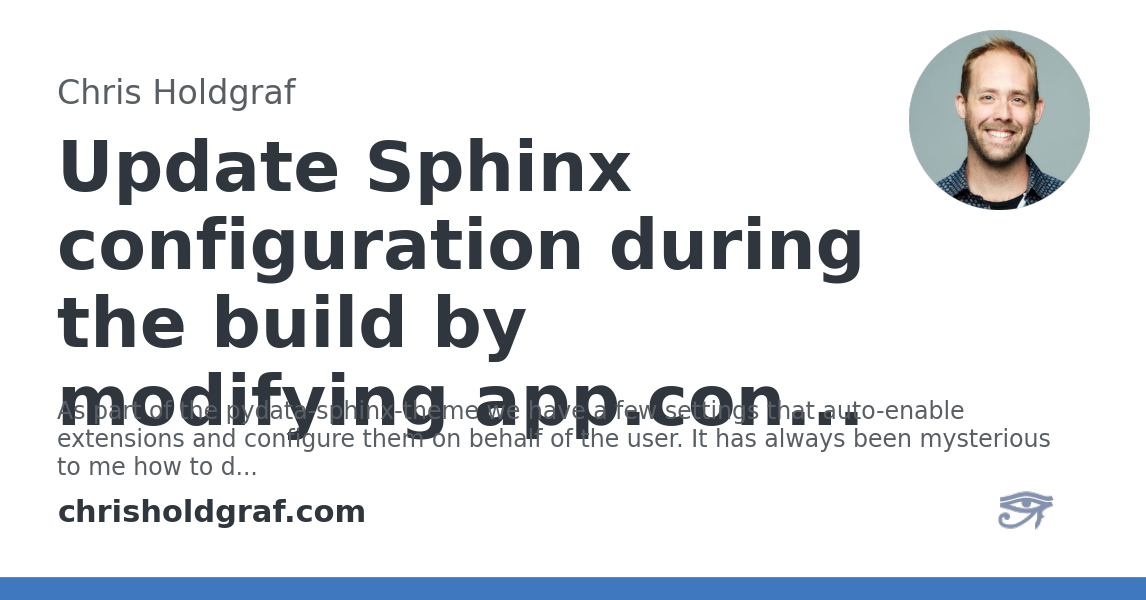 Chris Holdgraf
Update Sphinx
configuration during
the build by
modifying app.con...
As part of the pydata-sphinx-theme we have a few settings that auto-enable
extensions and configure them on behalf of the user. It has always been mysterious
to me how to d...
chrisholdgraf.com